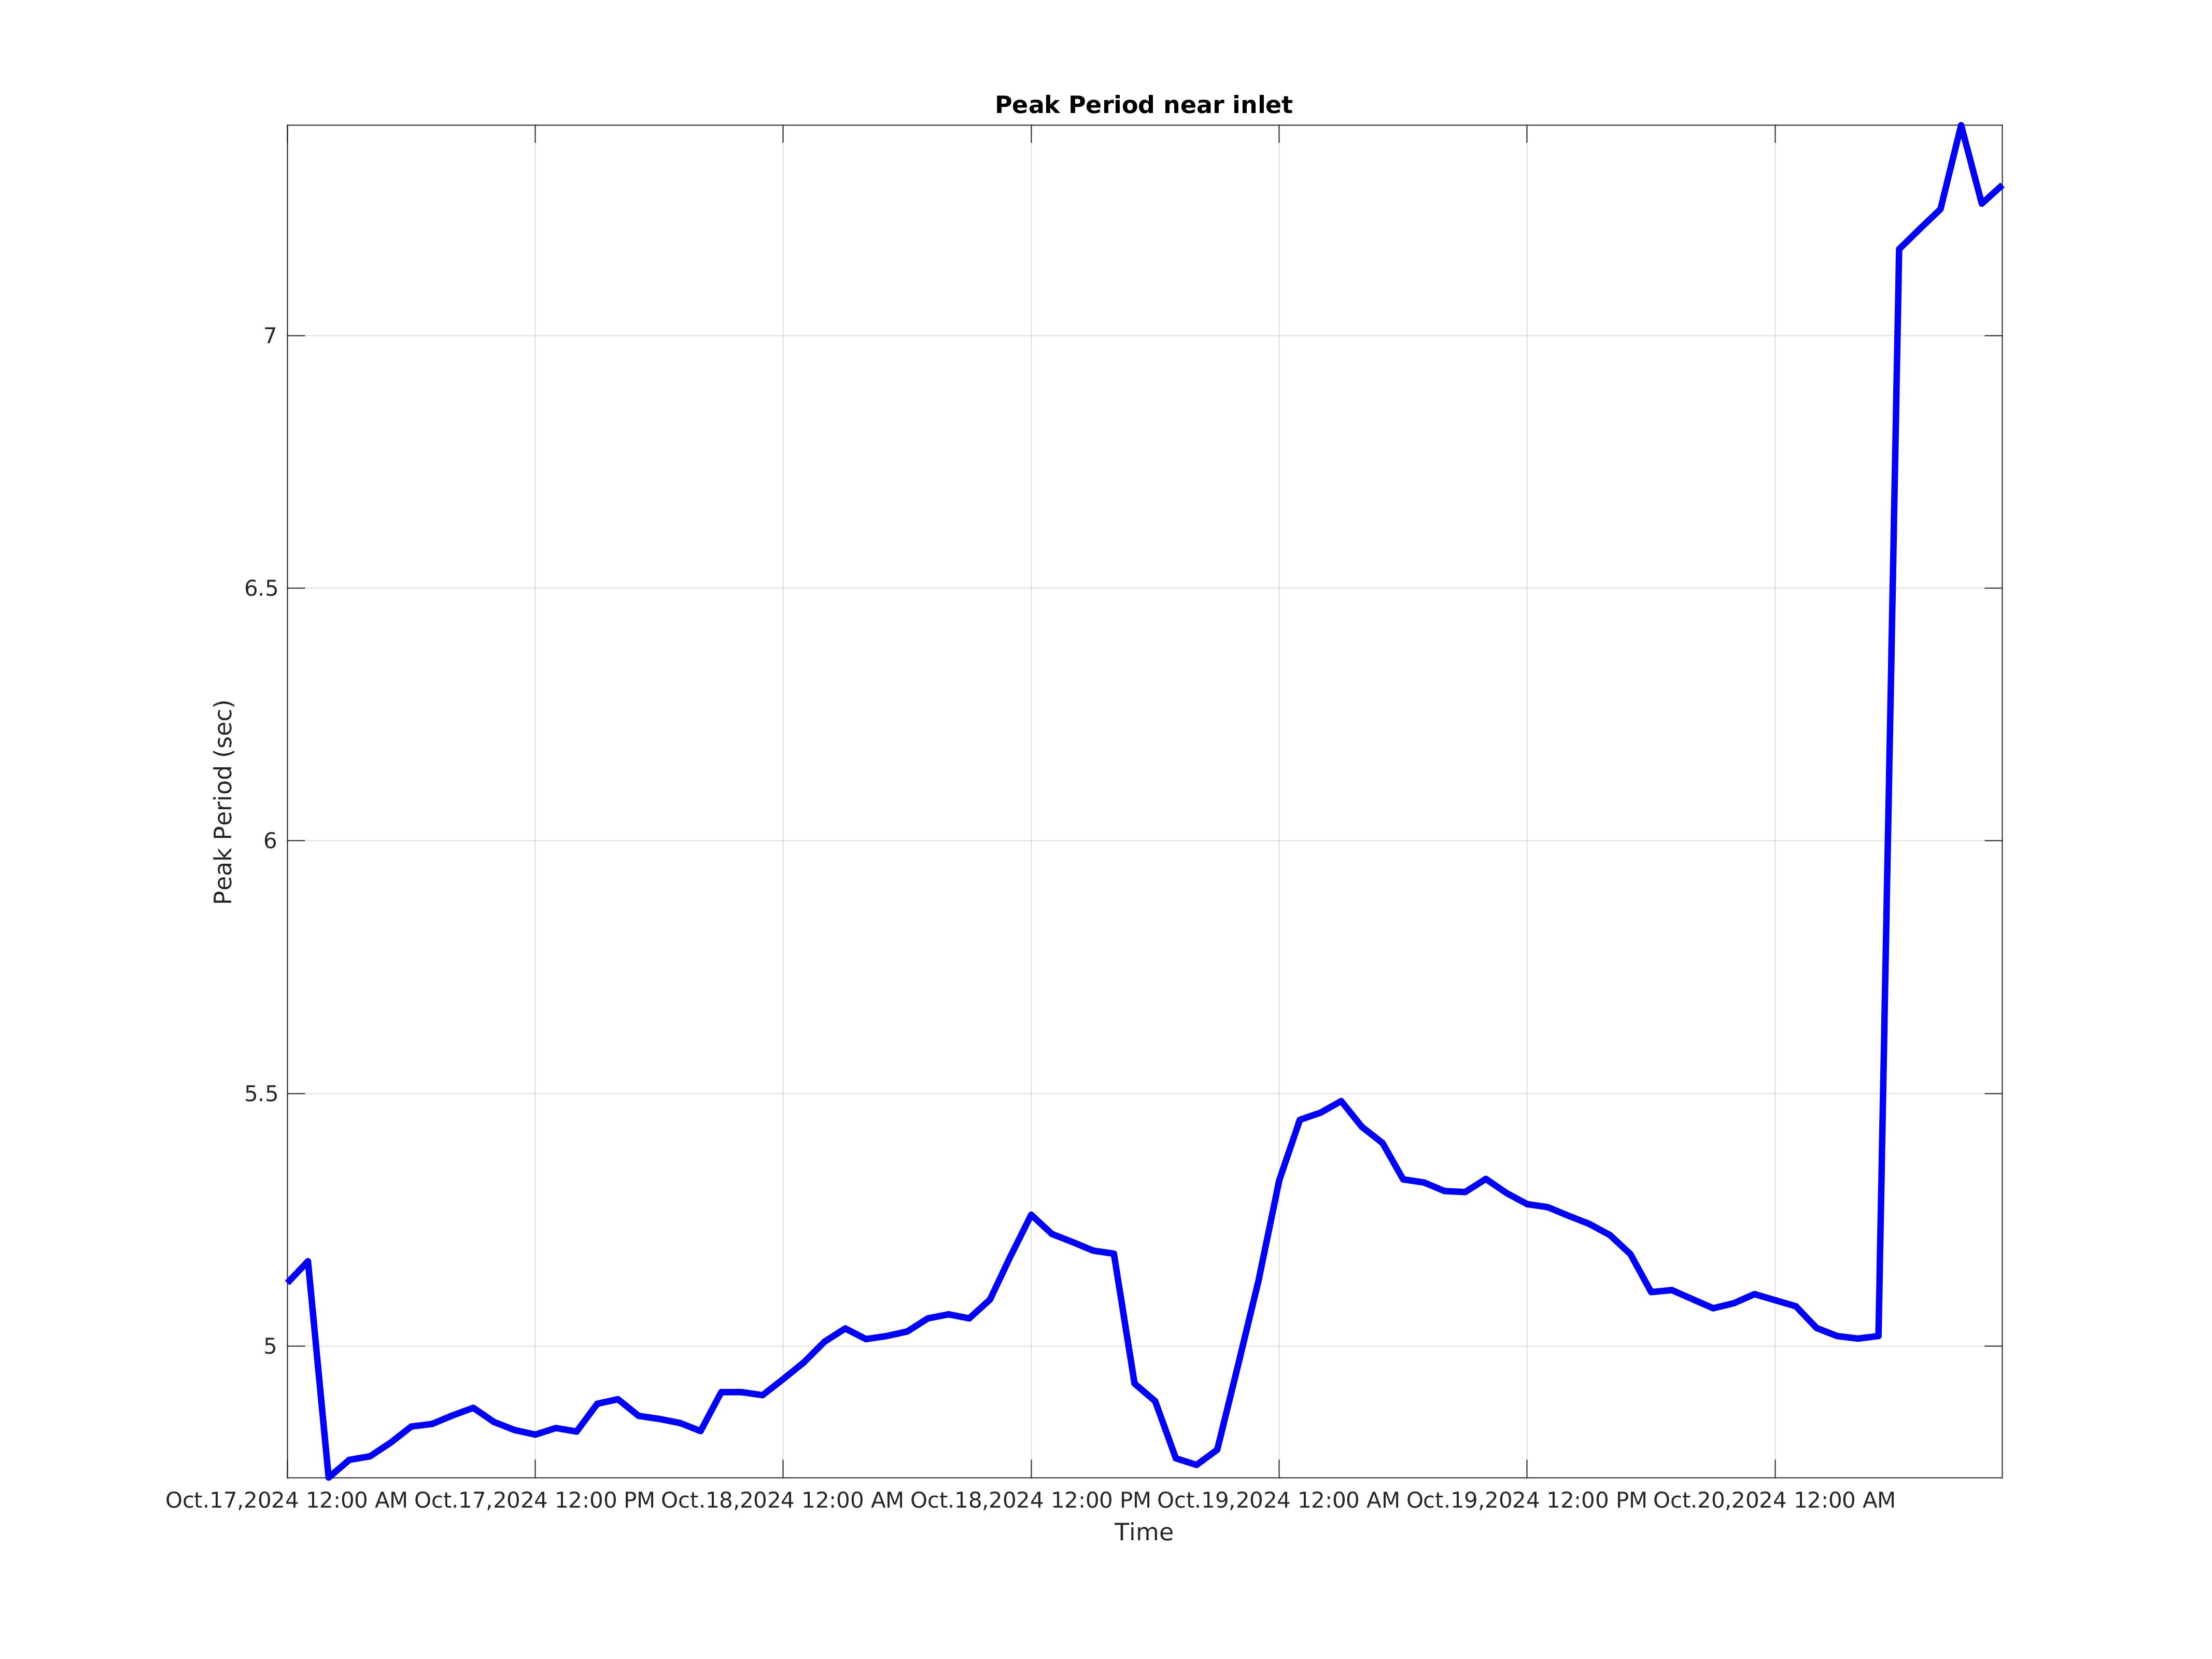 Peak Period near inlet
Peak Period (sec)
7
6.5
6
5.5
5
Oct.17,2024 12:00 AM Oct.17,2024 12:00 PM Oct.18,2024 12:00 AM Oct.18,2024 12:00 PM Oct.19,2024 12:00 AM Oct.19,2024 12:00 PM Oct.20,2024 12:00 AM
Time